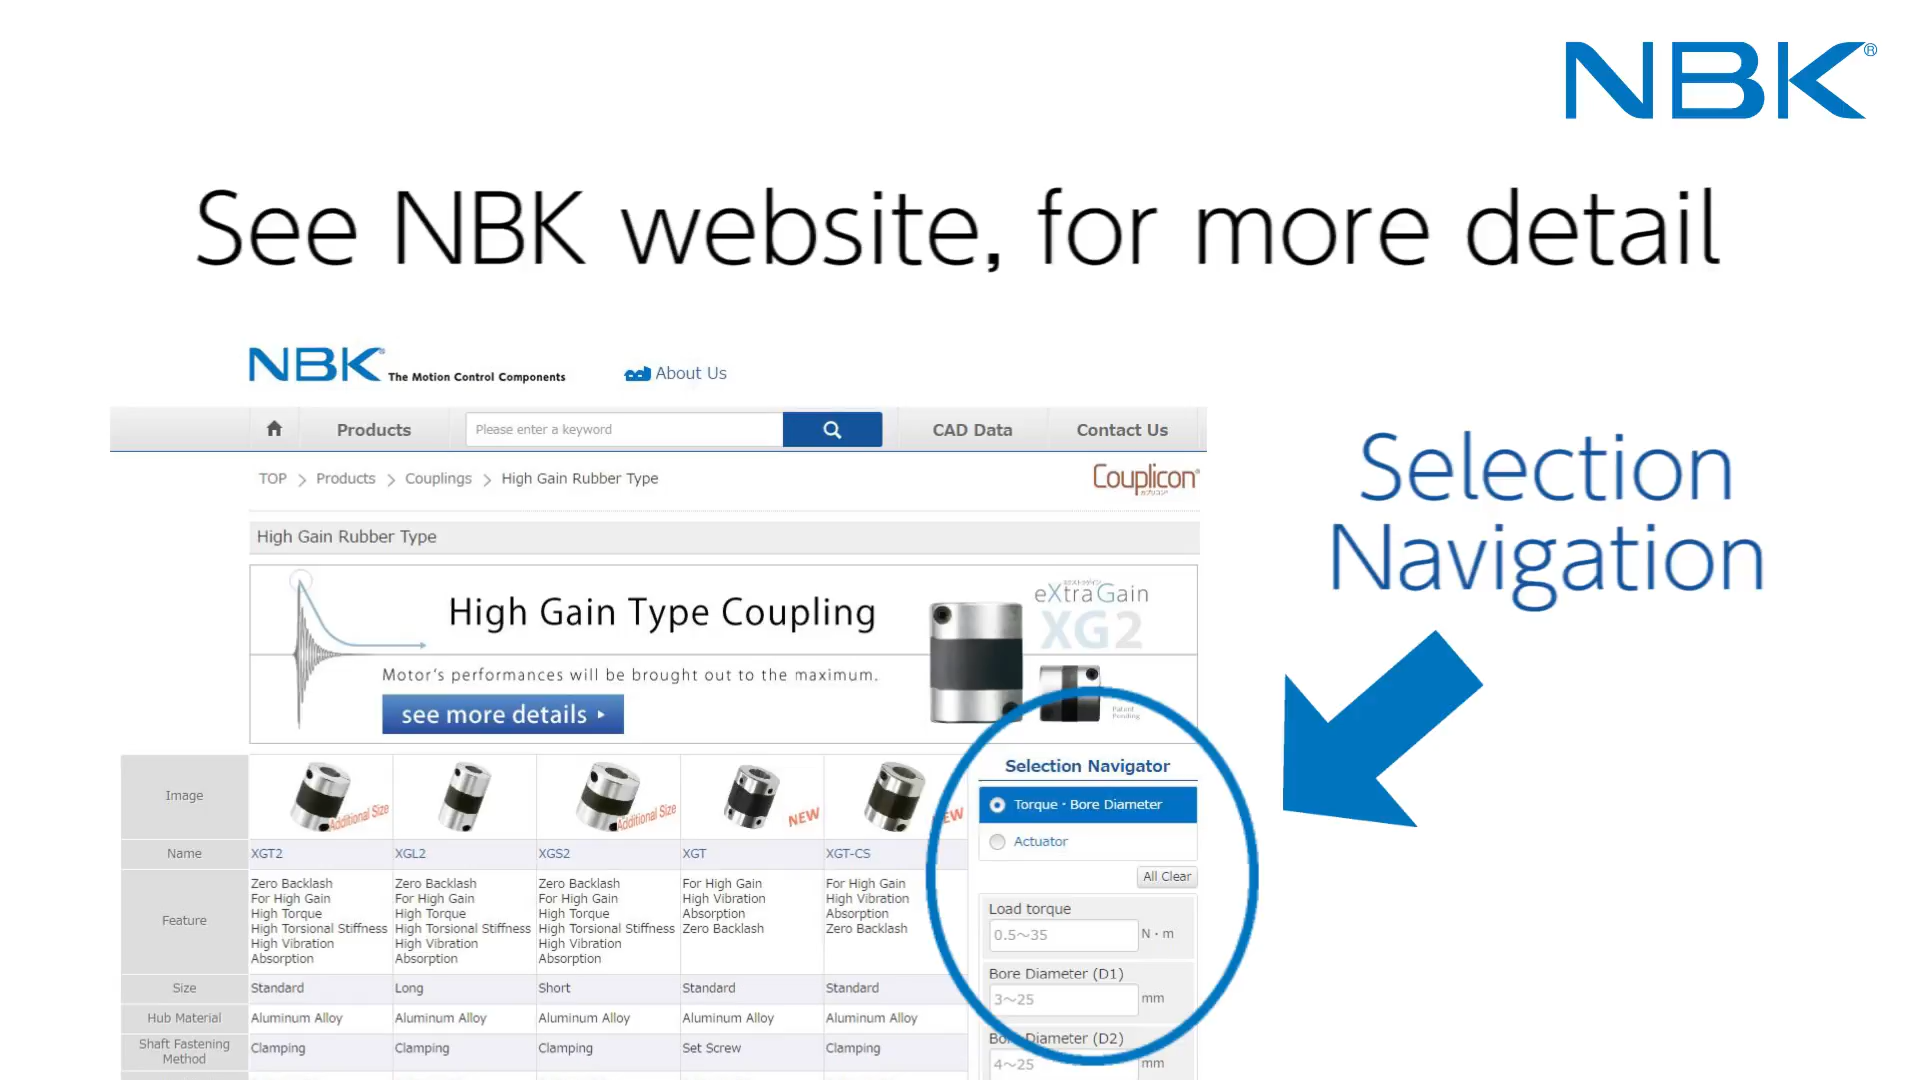 NBK®
See NBK website, for more detail
NBK® The Motion Control Components
About Us
Products
Please enter a keyword
CAD Data
Contact Us
TOP > Products > Couplings > High Gain Rubber Type
Couplicon®
カプリコン®
High Gain Rubber Type
High Gain Type Coupling
Motor's performances will be brought out to the maximum.
see more details
eXtraGain
XG2
Patent
Pending
Selection
Navigation
Image
Additional Size
Additional Size
NEW
Name XGT2 XGL2 XGS2 XGT XGT-CS
Feature
Zero Backlash
For High Gain
High Torque
High Torsional Stiffness
High Vibration
Absorption
Zero Backlash
For High Gain
High Torque
High Torsional Stiffness
High Vibration
Absorption
Zero Backlash
For High Gain
High Torque
High Torsional Stiffness
High Vibration
Absorption
For High Gain
High Vibration
Absorption
Zero Backlash
For High Gain
High Vibration
Absorption
Zero Backlash
Size Standard Long Short Standard Standard
Hub Material Aluminum Alloy Aluminum Alloy Aluminum Alloy Aluminum Alloy Aluminum Alloy
Shaft Fastening
Method
Clamping Clamping Clamping Set Screw Clamping
Selection Navigator
Torque・Bore Diameter
Actuator
All Clear
Load torque
0.5～35 N・m
Bore Diameter (D1)
3～25 mm
Bore Diameter (D2)
4～25 mm